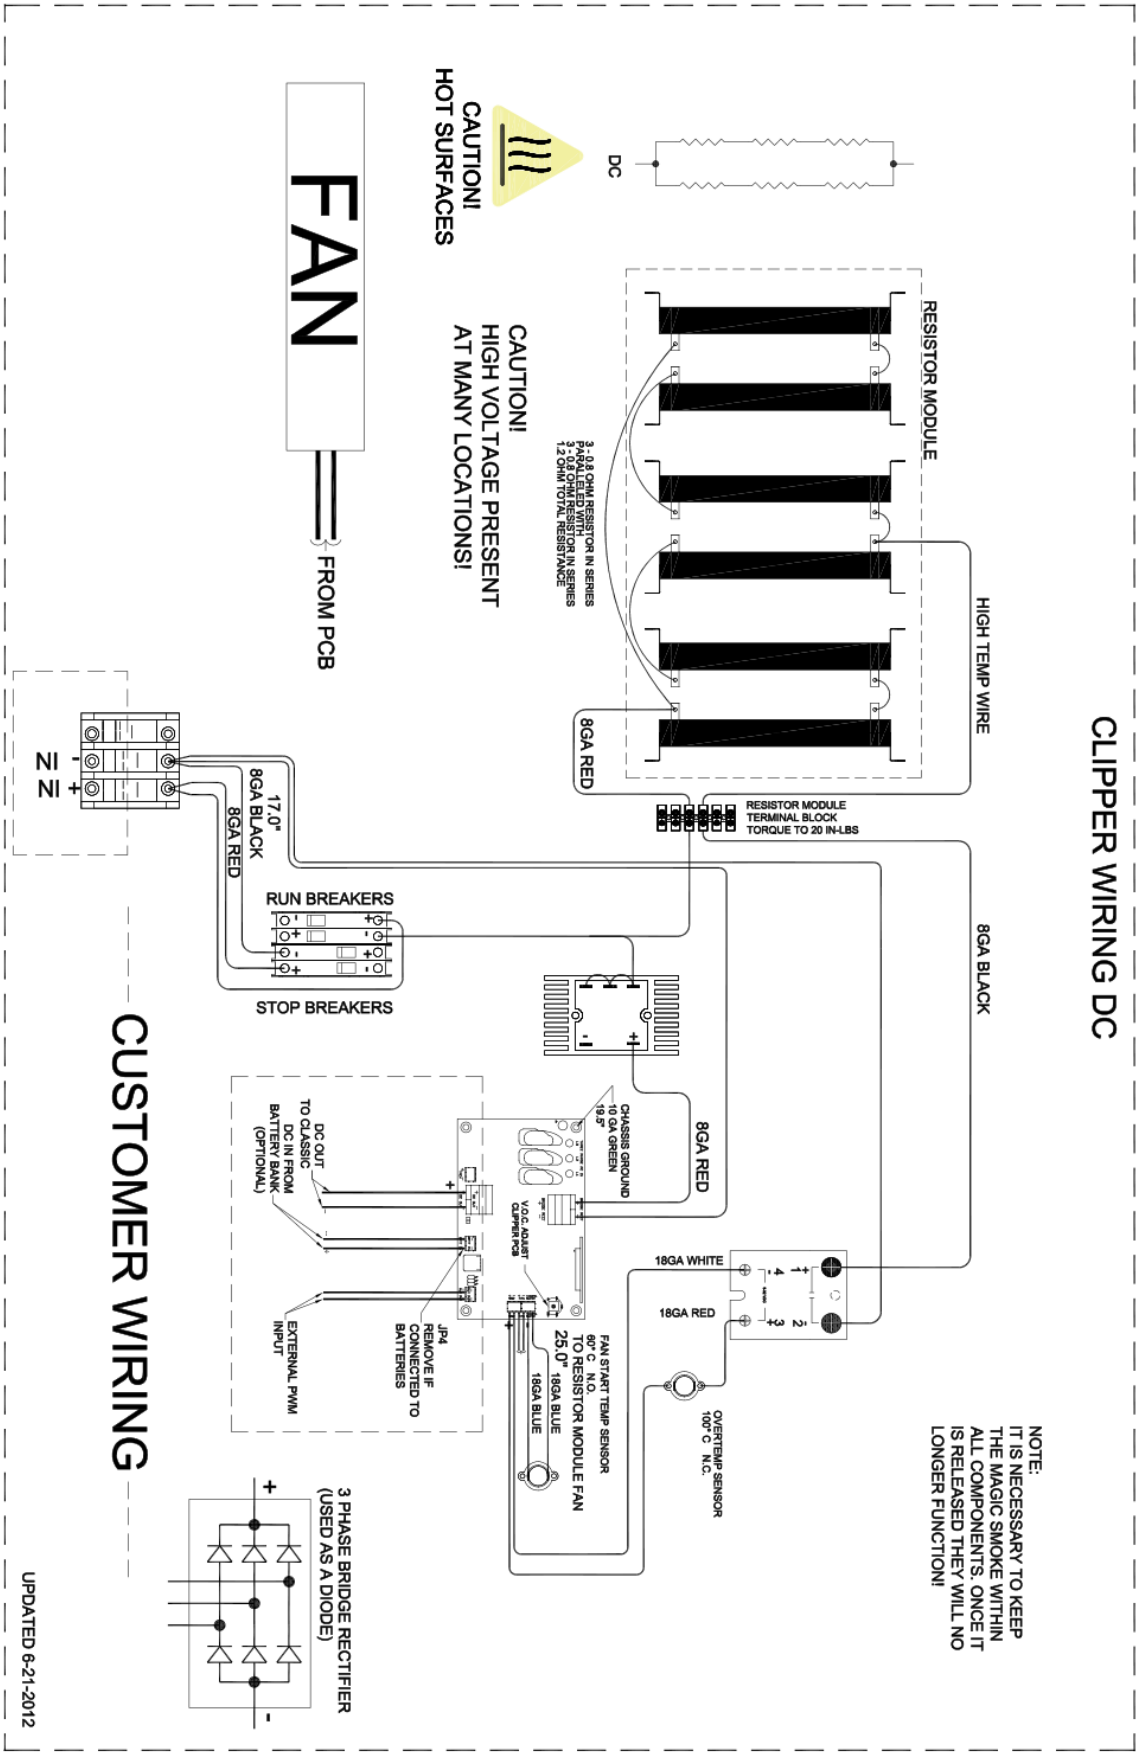 CLIPPER WIRING DC
RESISTOR MODULE
HIGH TEMP WIRE
8GA BLACK
NOTE:
IT IS NECESSARY TO KEEP
THE MAGIC SMOKE WITHIN
ALL COMPONENTS. ONCE IT
IS RELEASED THEY WILL NO
LONGER FUNCTION!
RESISTOR MODULE
TERMINAL BLOCK
TORQUE TO 20 IN-LBS
DC
CAUTION!
HOT SURFACES
CAUTION!
HIGH VOLTAGE PRESENT
AT MANY LOCATIONS!
3 - 0.8 OHM RESISTOR IN SERIES
PARALLELED WITH
3 - 0.8 OHM RESISTOR IN SERIES
1.2 OHM TOTAL RESISTANCE
8GA RED
8GA RED
18GA WHITE
18GA RED
1 +
2 -
4 -
3 +
OVERTEMP SENSOR
100° C N.C.
CHASSIS GROUND
10 GA GREEN
19.5"
V.O.C. ADJUST
CLIPPER PCB
FAN START TEMP SENSOR
60° C N.O.
TO RESISTOR MODULE FAN
25.0"
18GA BLUE
18GA BLUE
FAN
FROM PCB
RUN BREAKERS
STOP BREAKERS
17.0"
8GA BLACK
8GA RED
- IN
+ IN
JP4
REMOVE IF
CONNECTED TO
BATTERIES
DC OUT
TO CLASSIC
DC IN FROM
BATTERY BANK
(OPTIONAL)
EXTERNAL PWM
INPUT
3 PHASE BRIDGE RECTIFIER
(USED AS A DIODE)
+
-
CUSTOMER WIRING
UPDATED 6-21-2012